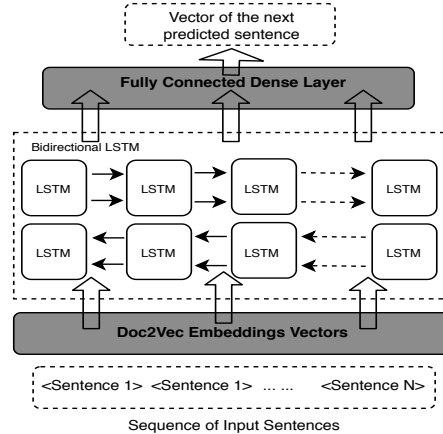 Vector of the next
predicted sentence
Fully Connected Dense Layer
Bidirectional LSTM
LSTM LSTM LSTM LSTM
LSTM LSTM LSTM LSTM
Doc2Vec Embeddings Vectors
<Sentence 1> <Sentence 1> ... ... <Sentence N>
Sequence of Input Sentences